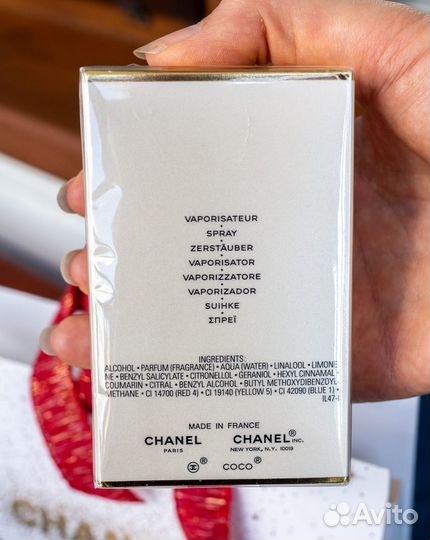 VAPORISATEUR
SPRAY
ZERSTÄUBER
VAPORISATOR
VAPORIZZATORE
VAPORIZADOR
SUIHKE
ΣΠΡΕΪ
INGREDIENTS:
ALCOHOL • PARFUM (FRAGRANCE) • AQUA (WATER) • LINALOOL • LIMONE
NE • BENZYL SALICYLATE • CITRONELLOL • GERANIOL • HEXYL CINNAMAL •
COUMARIN • CITRAL • BENZYL ALCOHOL • BUTYL METHOXYDIBENZOYL
METHANE • CI 14700 (RED 4) • CI 19140 (YELLOW 5) • CI 42090 (BLUE 1) •
IL47-I
MADE IN FRANCE
CHANEL CHANEL® INC.
PARIS NEW YORK, N.Y. 10019
® COCO®
CHAN
Avito